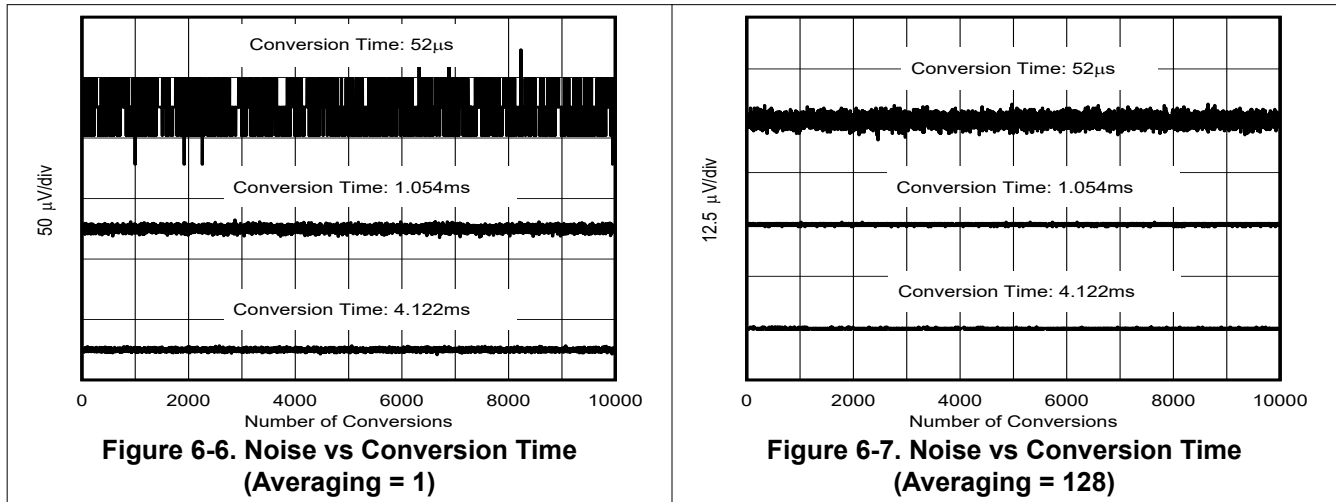 Conversion Time: 52μs
Conversion Time: 1.054ms
Conversion Time: 4.122ms
50 μV/div
0 2000 4000 6000 8000 10000
Number of Conversions
Figure 6-6. Noise vs Conversion Time
(Averaging = 1)
Conversion Time: 52μs
Conversion Time: 1.054ms
Conversion Time: 4.122ms
12.5 μV/div
0 2000 4000 6000 8000 10000
Number of Conversions
Figure 6-7. Noise vs Conversion Time
(Averaging = 128)